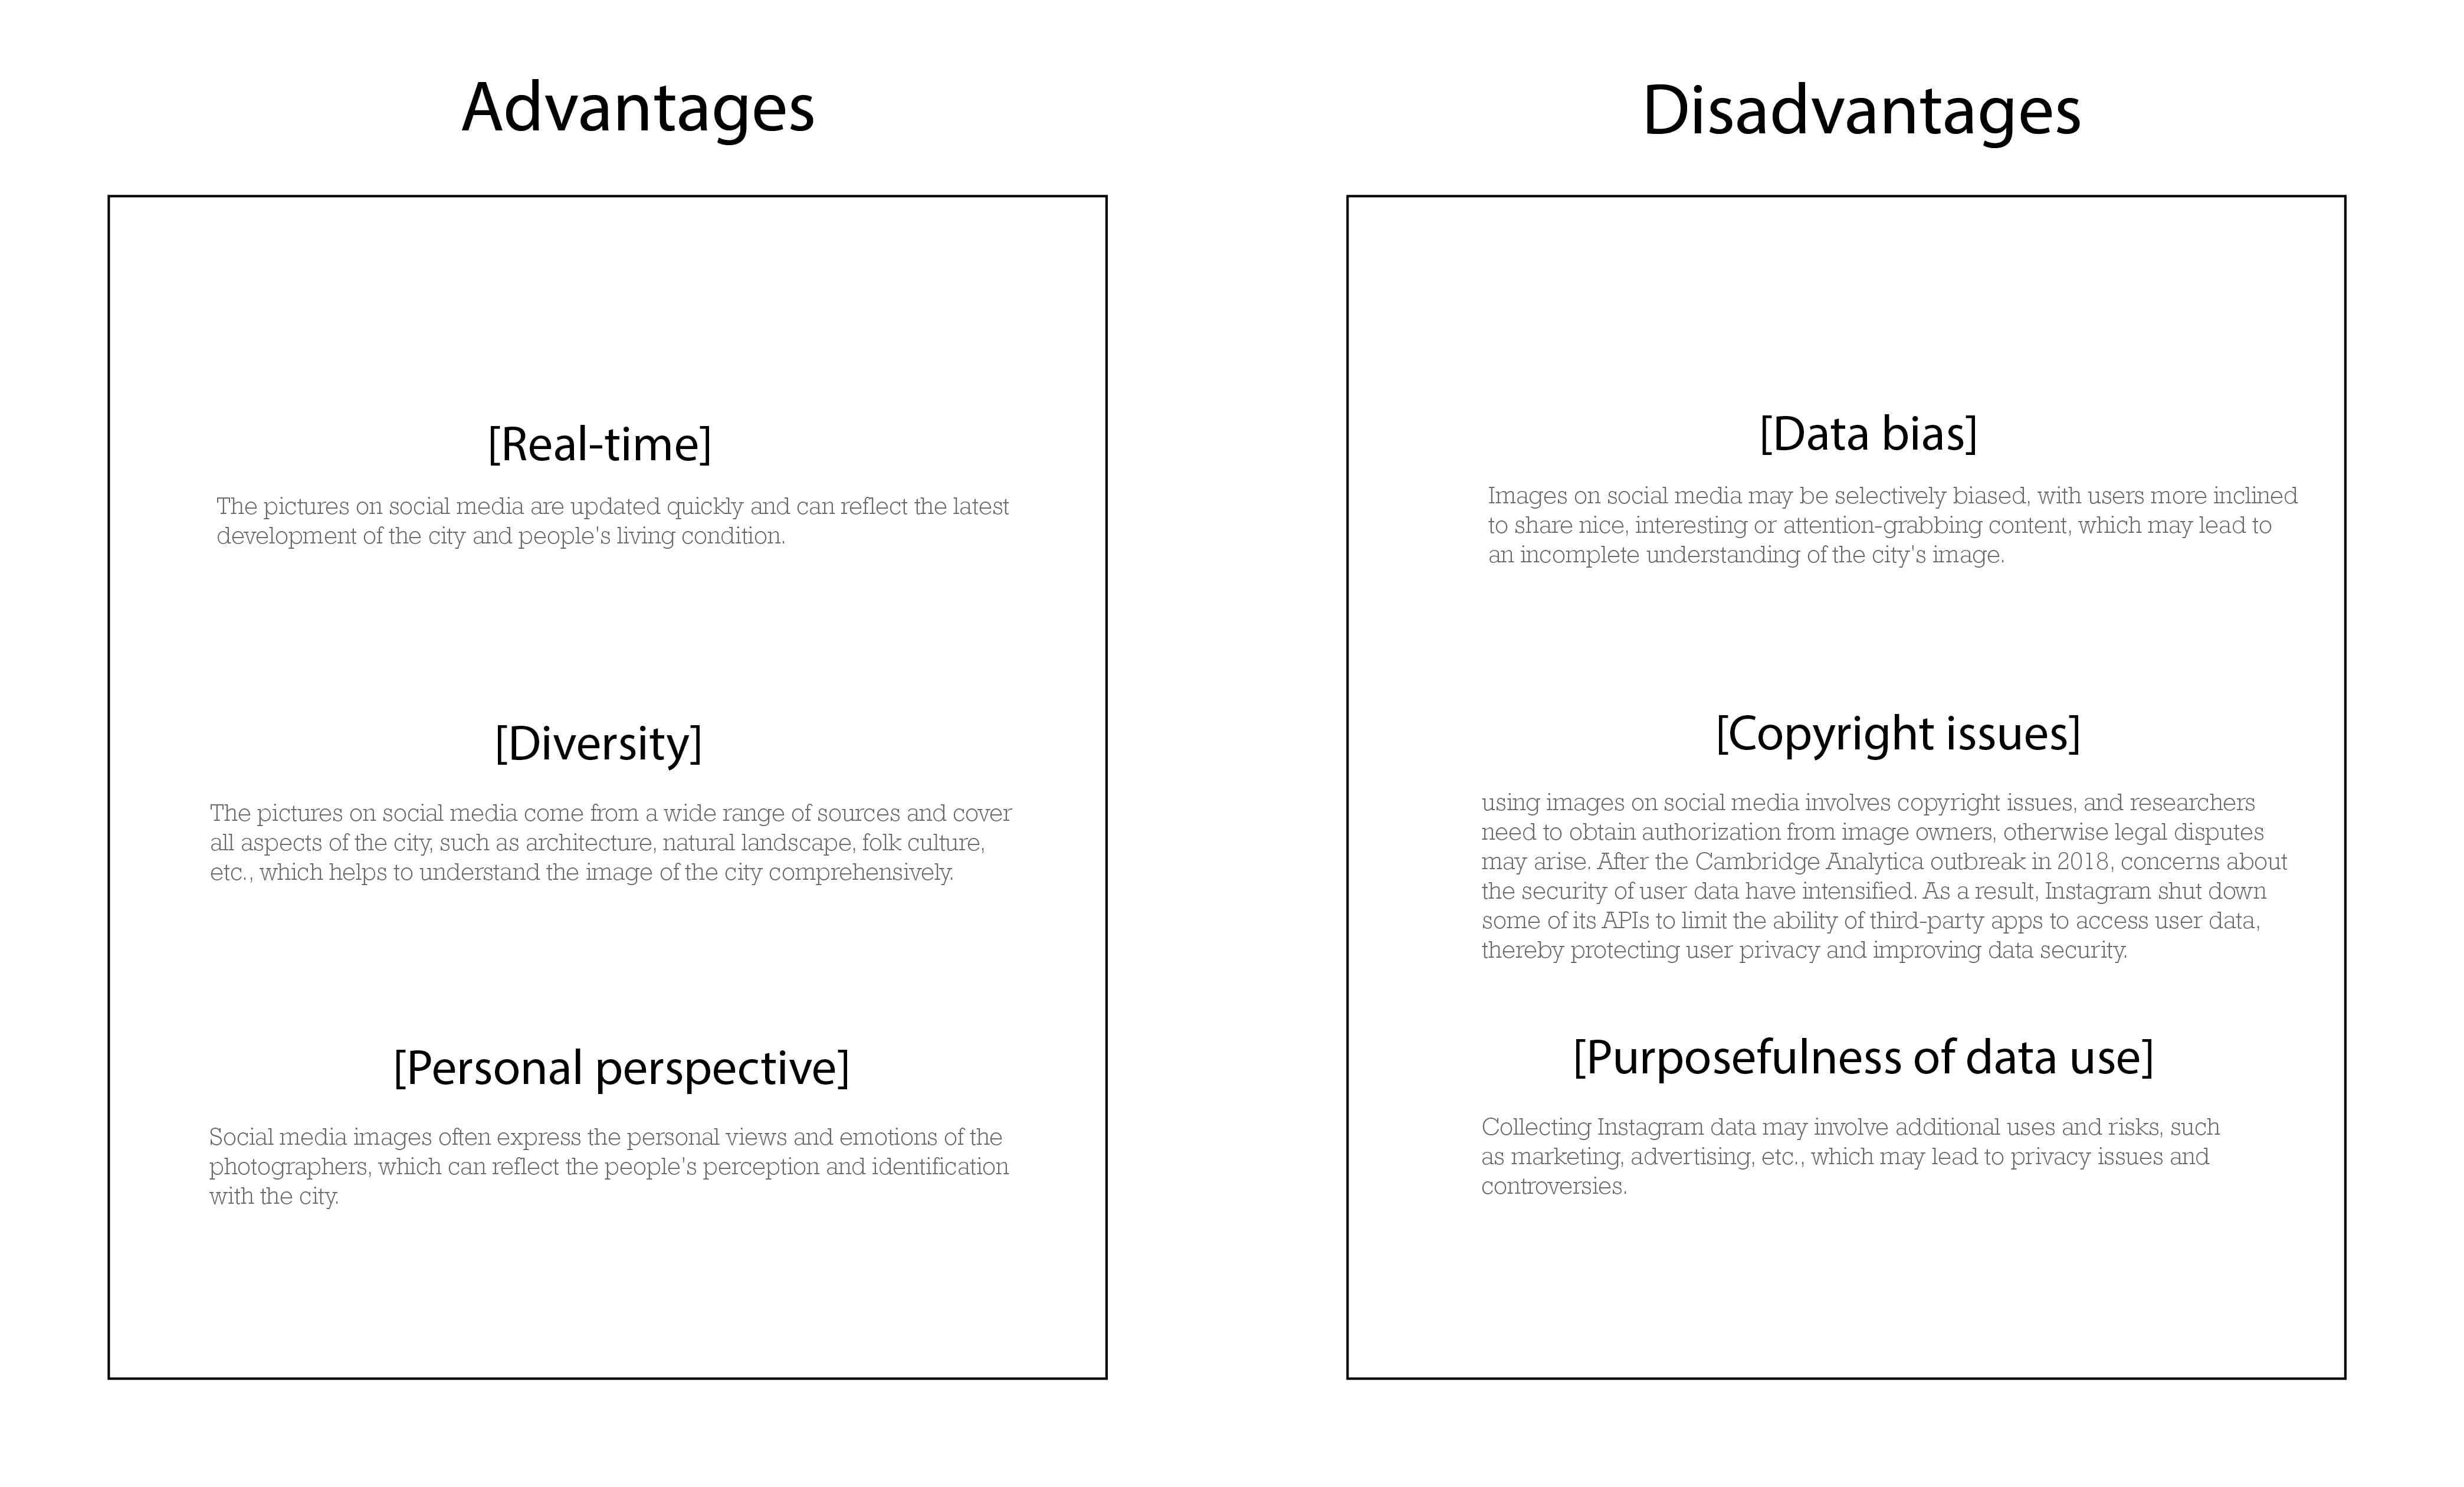 Advantages
[Real-time]
The pictures on social media are updated quickly and can reflect the latest
development of the city and people's living condition.
[Diversity]
The pictures on social media come from a wide range of sources and cover
all aspects of the city, such as architecture, natural landscape, folk culture,
etc., which helps to understand the image of the city comprehensively.
[Personal perspective]
Social media images often express the personal views and emotions of the
photographers, which can reflect the people's perception and identification
with the city.
Disadvantages
[Data bias]
Images on social media may be selectively biased, with users more inclined
to share nice, interesting or attention-grabbing content, which may lead to
an incomplete understanding of the city's image.
[Copyright issues]
using images on social media involves copyright issues, and researchers
need to obtain authorization from image owners, otherwise legal disputes
may arise. After the Cambridge Analytica outbreak in 2018, concerns about
the security of user data have intensified. As a result, Instagram shut down
some of its APIs to limit the ability of third-party apps to access user data,
thereby protecting user privacy and improving data security.
[Purposefulness of data use]
Collecting Instagram data may involve additional uses and risks, such
as marketing, advertising, etc., which may lead to privacy issues and
controversies.